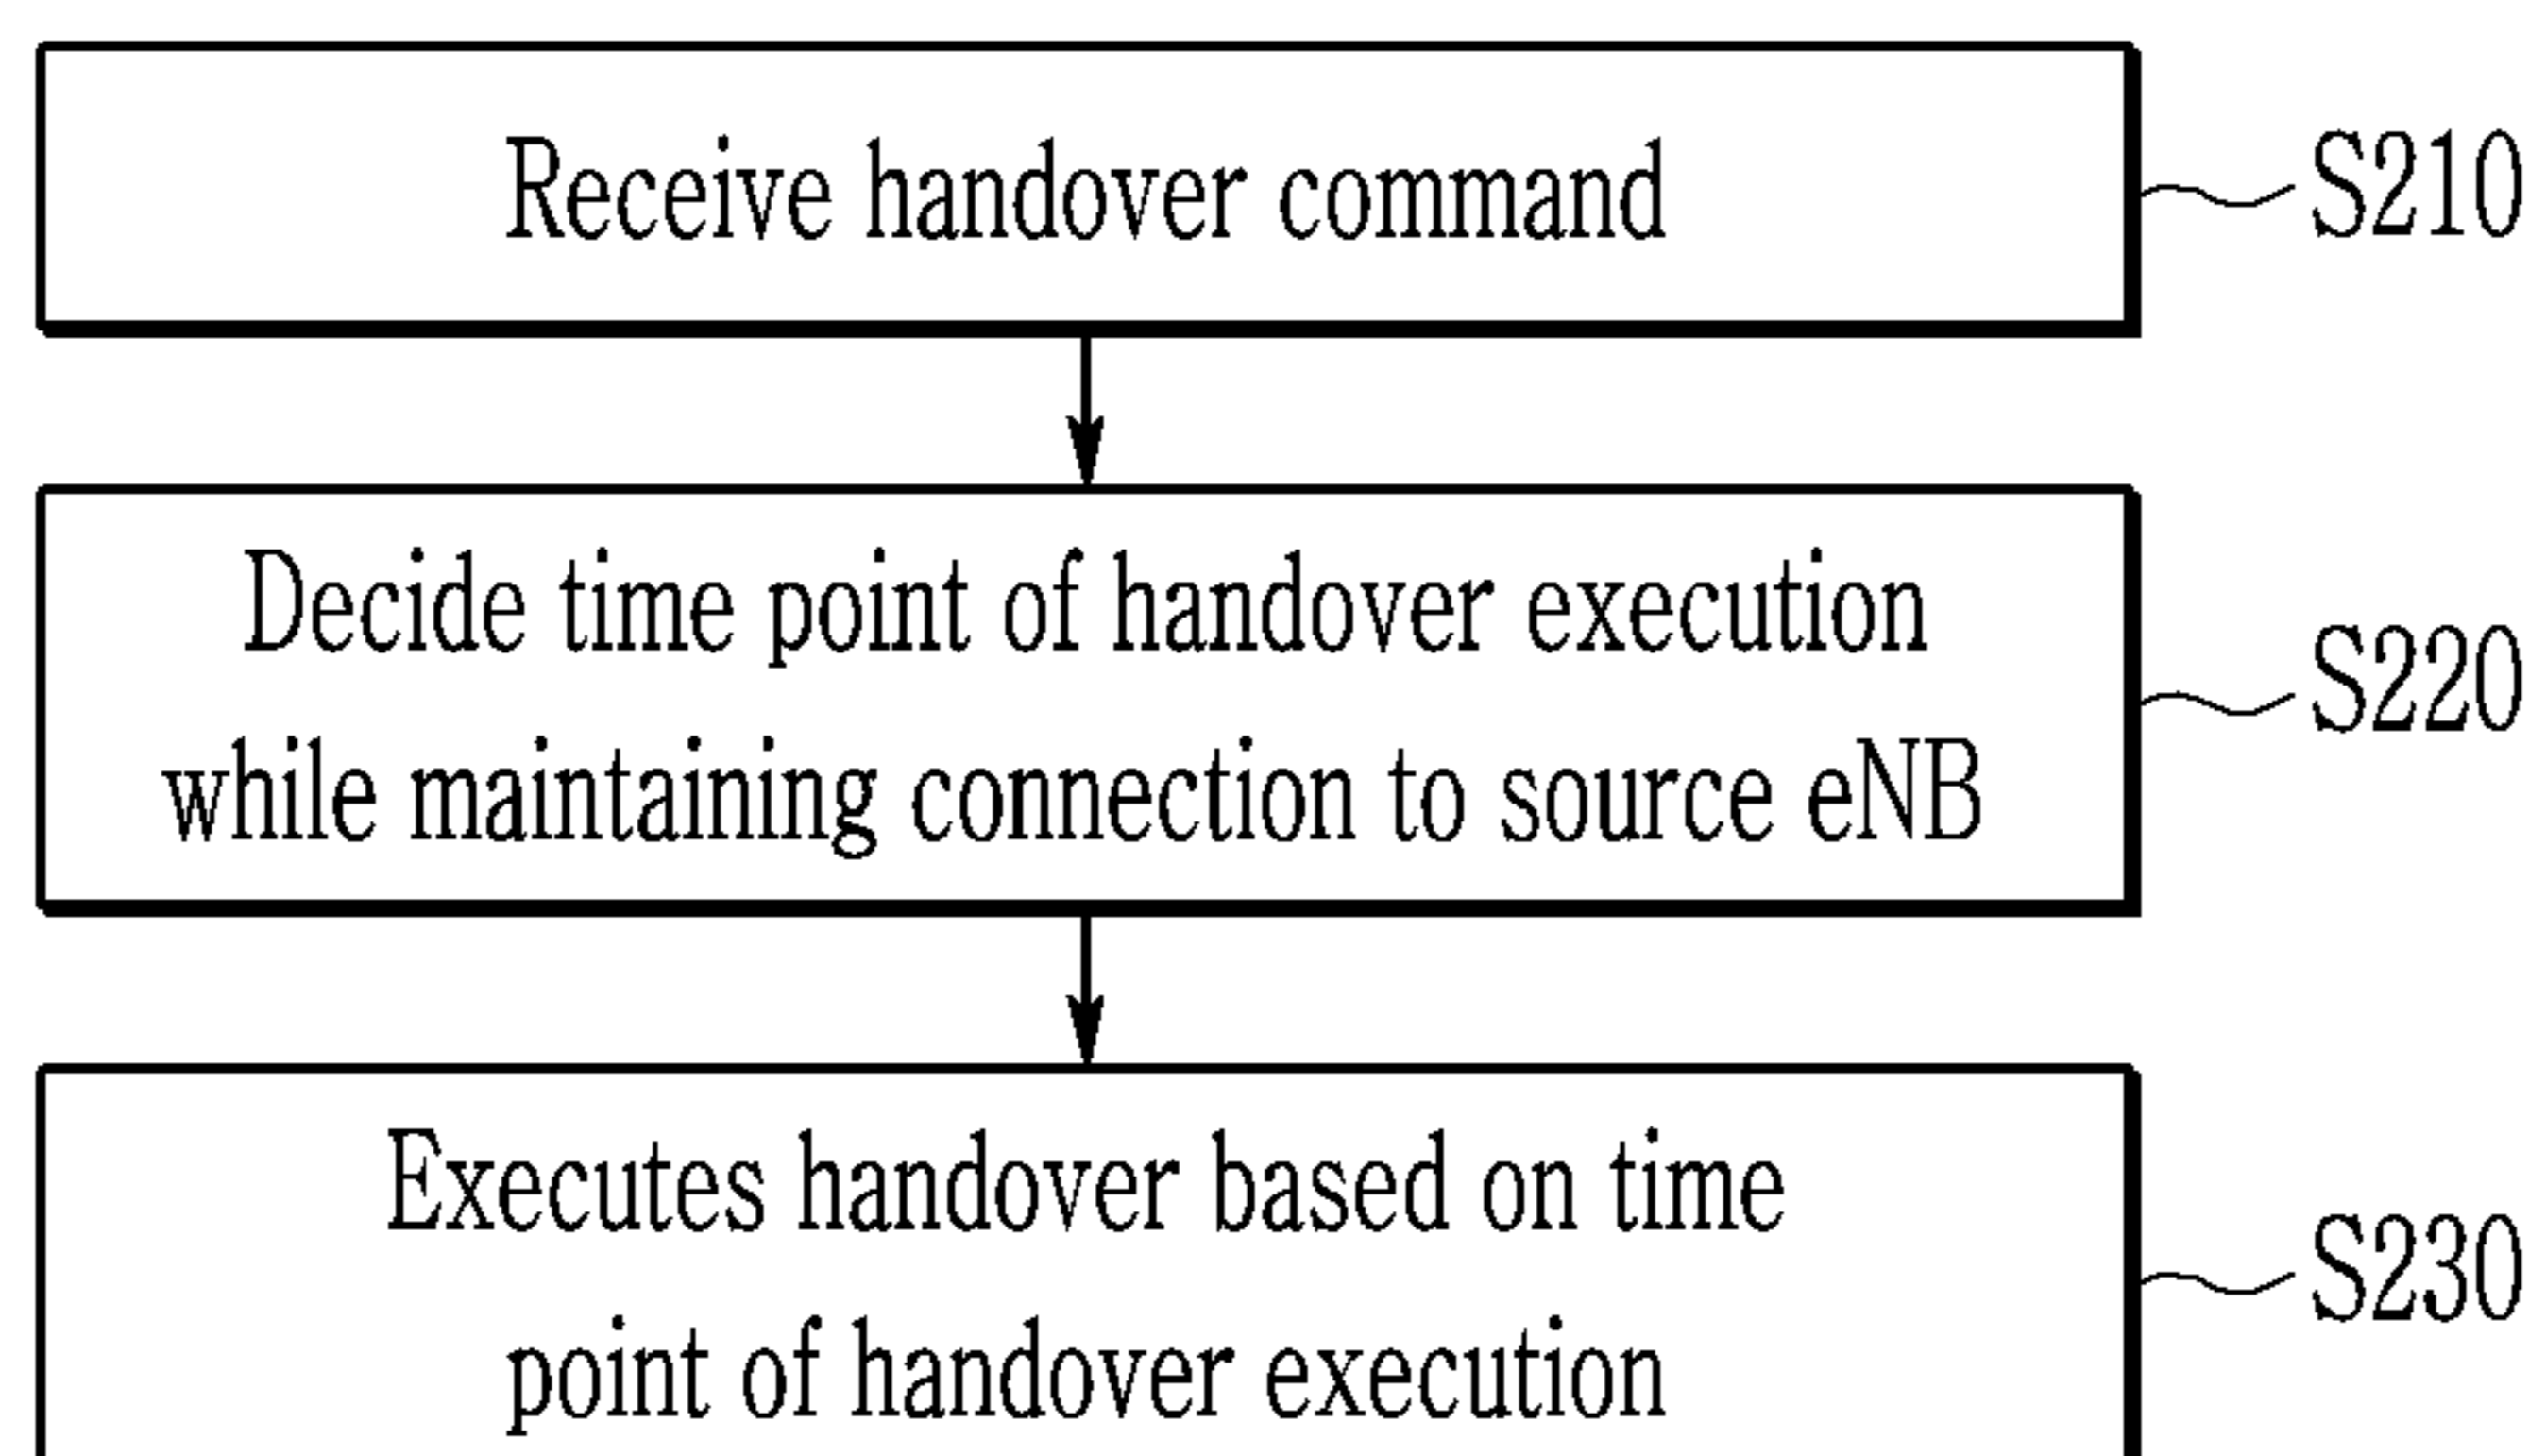 Receive handover command
S210
Decide time point of handover execution
while maintaining connection to source eNB
S220
Executes handover based on time
point of handover execution
S230